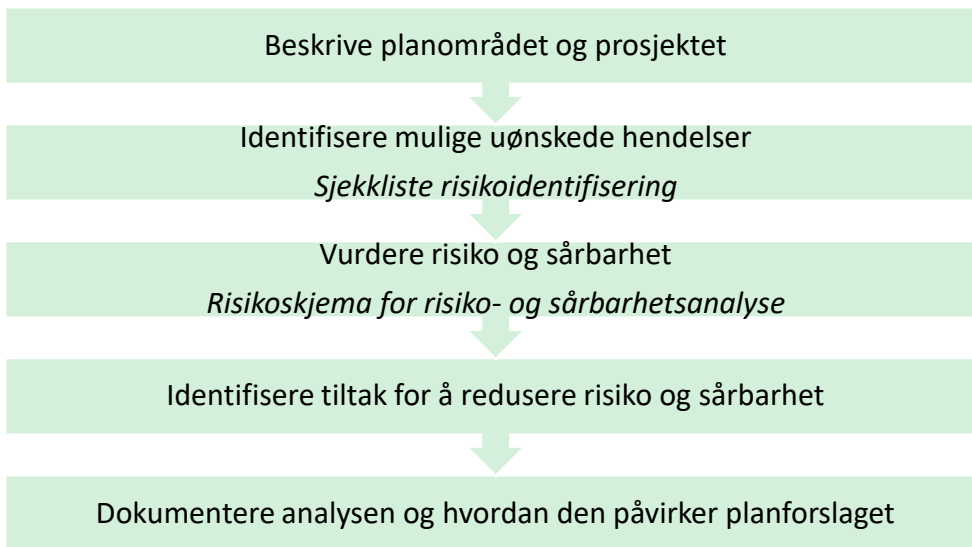 Beskrive planområdet og prosjektet
Identifisere mulige uønskede hendelser
Sjekkliste risikoidentifisering
Vurdere risiko og sårbarhet
Risikoskjema for risiko- og sårbarhetsanalyse
Identifisere tiltak for å redusere risiko og sårbarhet
Dokumentere analysen og hvordan den påvirker planforslaget